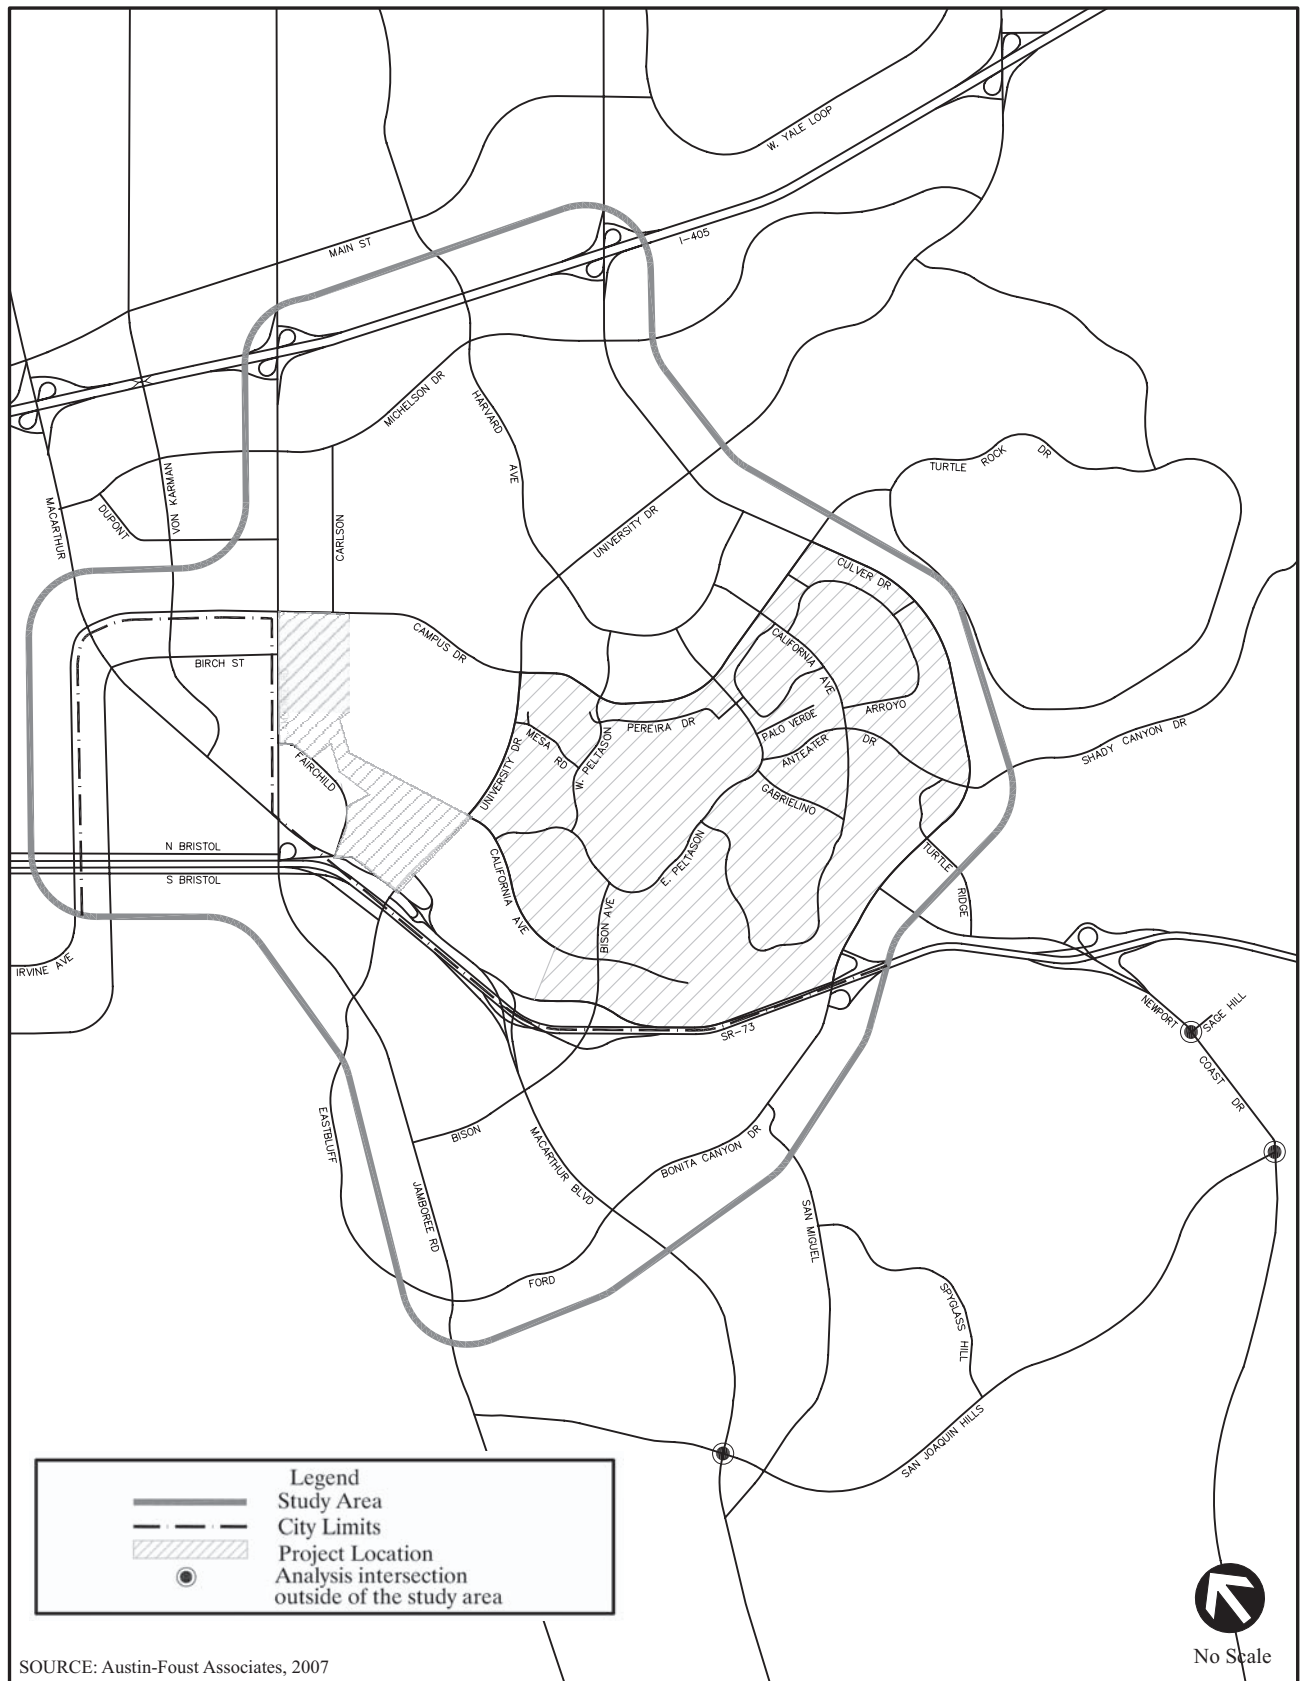 W. YALE LOOP
I-405
MAIN ST
MICHELSON DR
HARVARD
AVE
TURTLE ROCK DR
MACARTHUR
DUPONT
VON KARMAN
CARLSON
UNIVERSITY DR
CULVER DR
CAMPUS DR
CALIFORNIA
AVE
BIRCH ST
ARROYO
PEREIRA DR
PALO VERDE
ANTEATER DR
MESA RD
W. PELTASON
UNIVERSITY DR
SHADY CANYON DR
FAIRCHILD
GABRIELINO
N BRISTOL
S BRISTOL
E. PELTASON
TURTLE
RIDGE
CALIFORNIA AVE
BISON AVE
IRVINE AVE
SR-73
NEWPORT
SAGE HILL
COAST DR
EASTBLUFF
BISON
MACARTHUR BLVD
BONITA CANYON DR
JAMBOREE RD
SAN MIGUEL
FORD
SPYGLASS HILL
SAN JOAQUIN HILLS
Legend
Study Area
City Limits
Project Location
Analysis intersection
outside of the study area
No Scale
SOURCE: Austin-Foust Associates, 2007